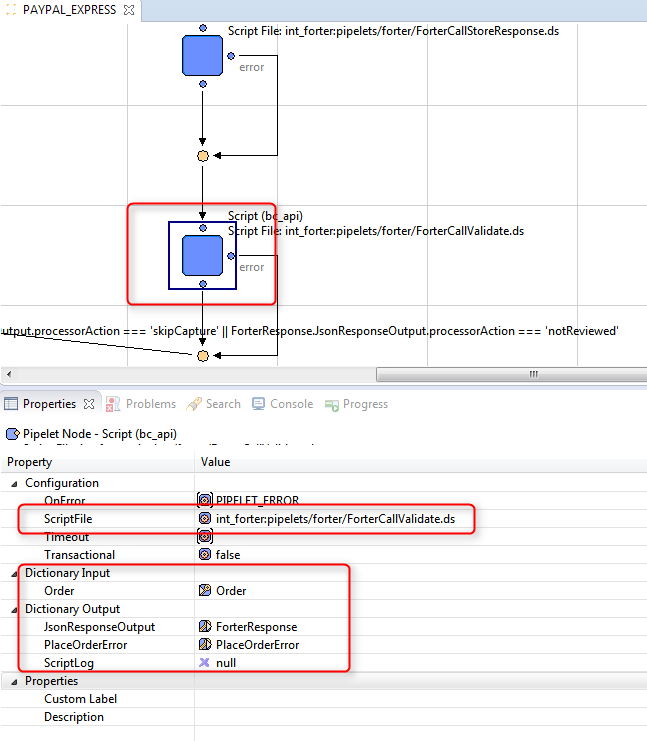 PAYPAL_EXPRESS
Script File: int_forter:pipelets/forter/ForterCallStoreResponse.ds
error
Script (bc_api)
Script File: int_forter:pipelets/forter/ForterCallValidate.ds
error
utput.processorAction === 'skipCapture' || ForterResponse.JsonResponseOutput.processorAction === 'notReviewed'
Properties Problems Search Console Progress
Pipelet Node - Script (bc_api)
Property Value
Configuration
OnError PIPELET_ERROR
ScriptFile int_forter:pipelets/forter/ForterCallValidate.ds
Timeout
Transactional false
Dictionary Input
Order Order
Dictionary Output
JsonResponseOutput ForterResponse
PlaceOrderError PlaceOrderError
ScriptLog null
Properties
Custom Label
Description